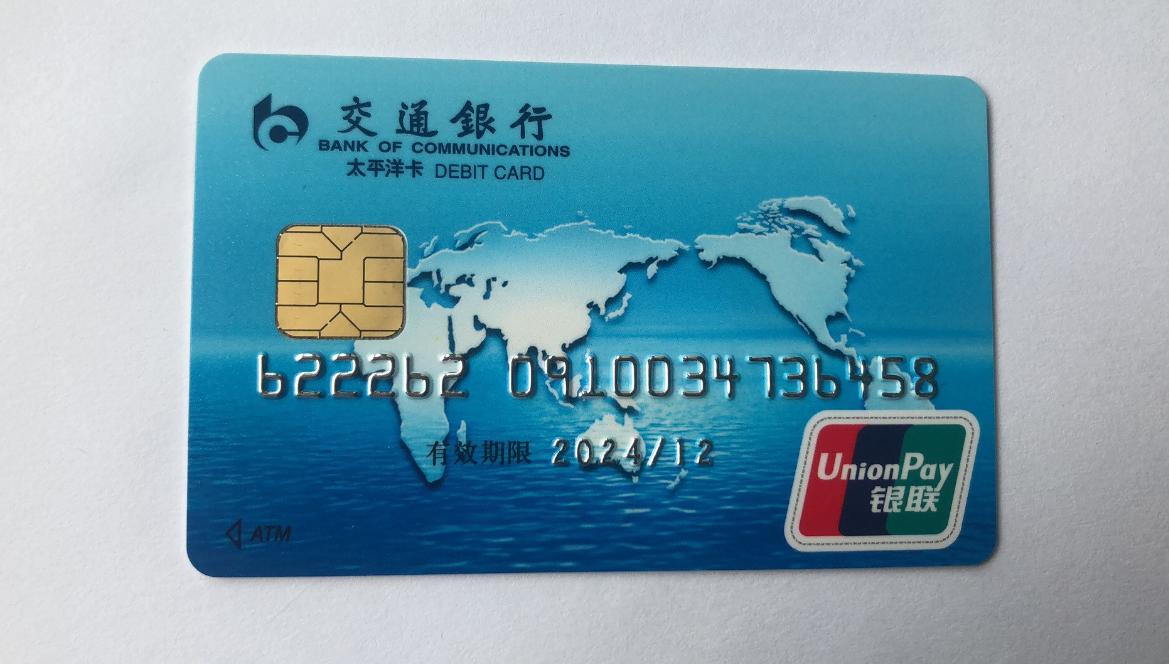 交通銀行
BANK OF COMMUNICATIONS
太平洋卡 DEBIT CARD
622262 0910034736458
有效期限 2024/12
UnionPay
银联
ATM